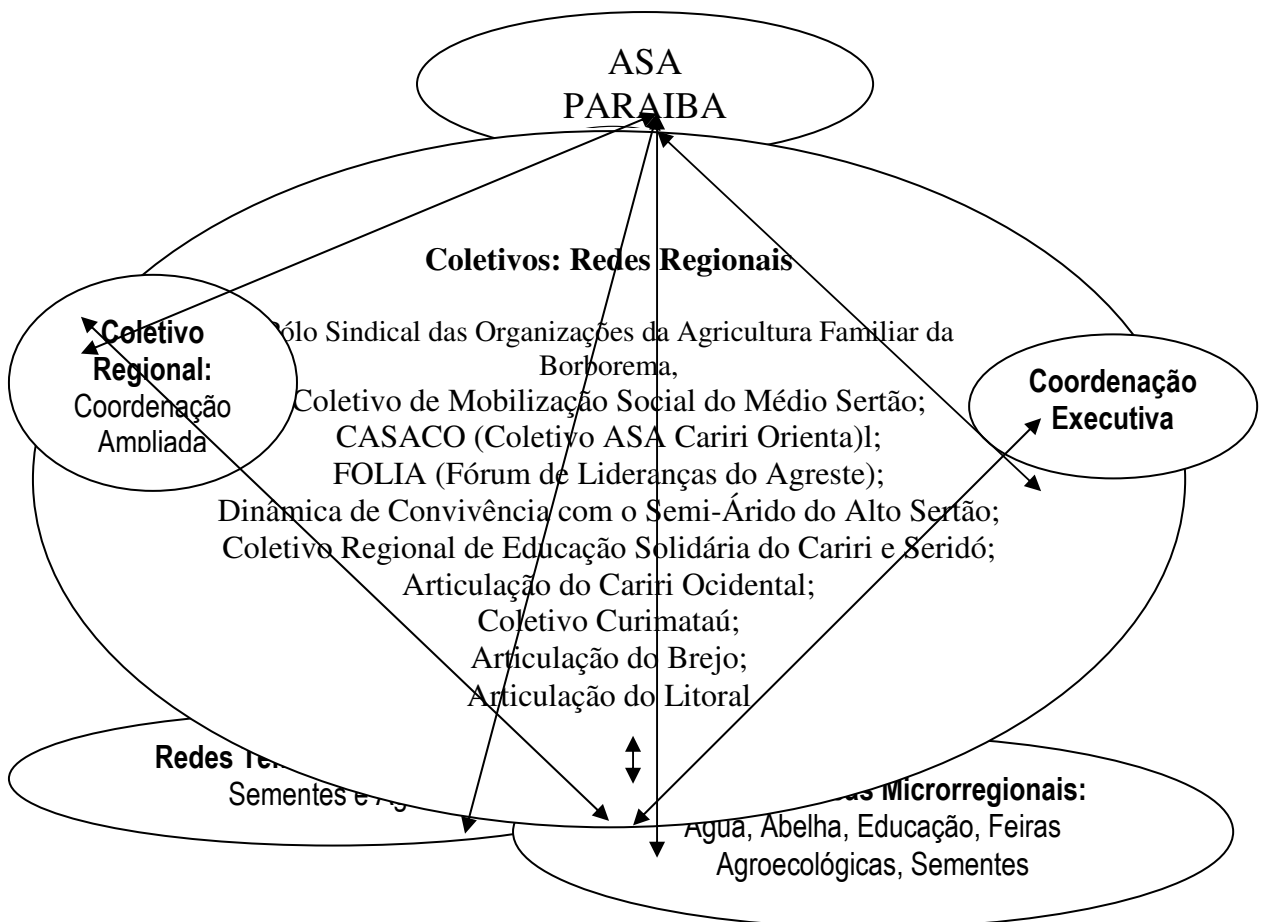 ASA
PARAIBA
Coletivos: Redes Regionais
Coletivo
Regional:
Coordenação
Ampliada
ólo Sindical das Organizações da Agricultura Familiar da
Borborema,
Coletivo de Mobilização Social do Médio Sertão;
CASACO (Coletivo ASA Cariri Orienta)l;
FOLIA (Fórum de Lideranças do Agreste);
Dinâmica de Convivência com o Semi-Árido do Alto Sertão;
Coletivo Regional de Educação Solidária do Cariri e Seridó;
Articulação do Cariri Ocidental;
Coletivo Curimataú;
Articulação do Brejo;
Articulação do Litoral
Coordenação
Executiva
Redes
Sementes e
Microrregionais:
Água, Abelha, Educação, Feiras
Agroecológicas, Sementes